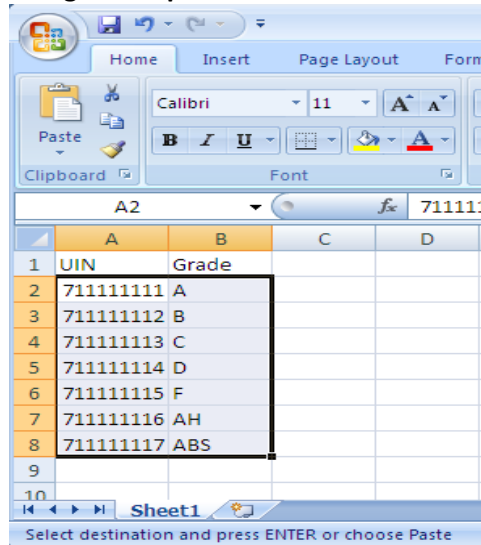 Home Insert Page Layout Form
Calibri 11 A A
Paste B I U A
Clipboard Font
A2 fx 71111
A B C D
1 UIN Grade
2 711111111 A
3 711111112 B
4 711111113 C
5 711111114 D
6 711111115 F
7 711111116 AH
8 711111117 ABS
9
10
Sheet1
Select destination and press ENTER or choose Paste